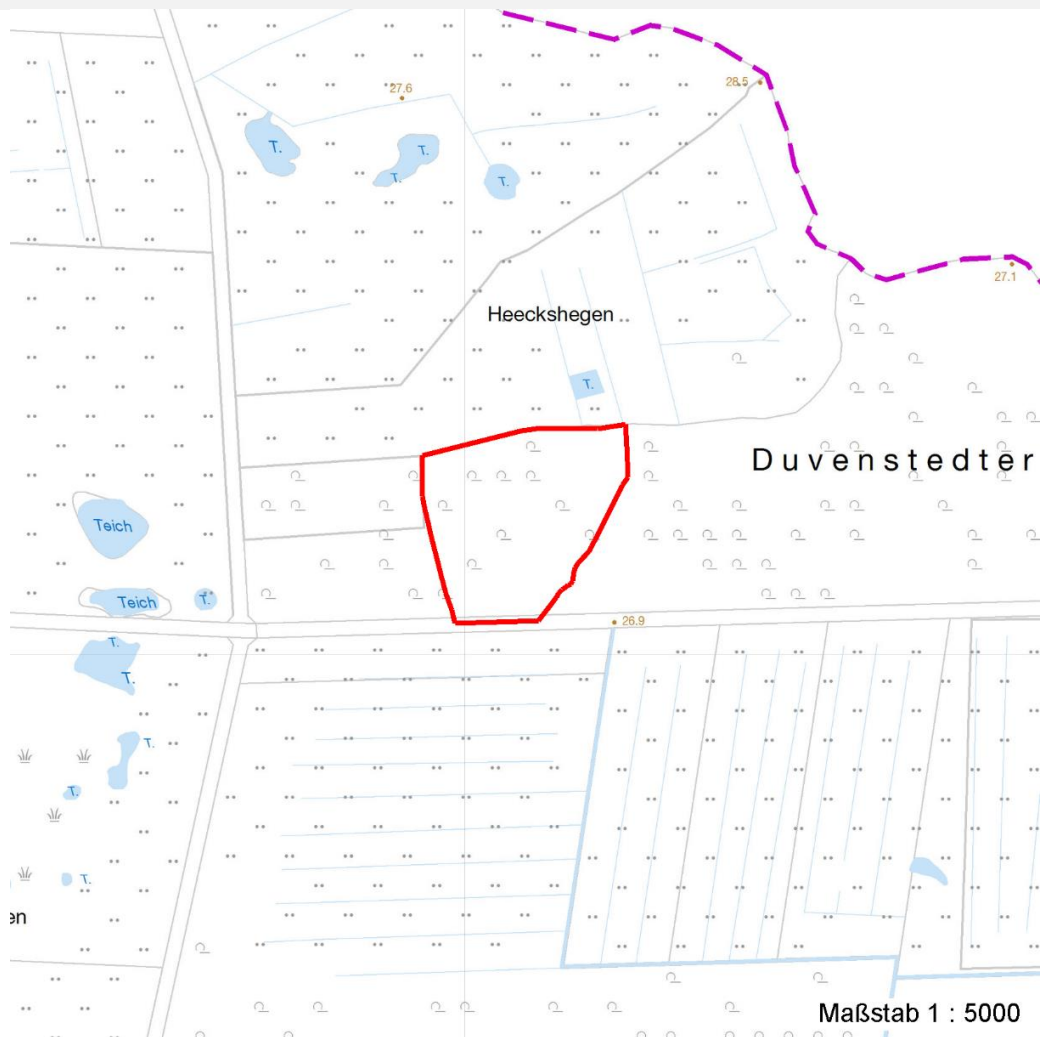 28.5
27.6
T.
T.
T.
T.
27.1
Heeckshegen
T.
Duvenstedter
Teich
Teich
T.
26.9
T.
T.
T.
T.
T.
en
Maßstab 1 : 5000